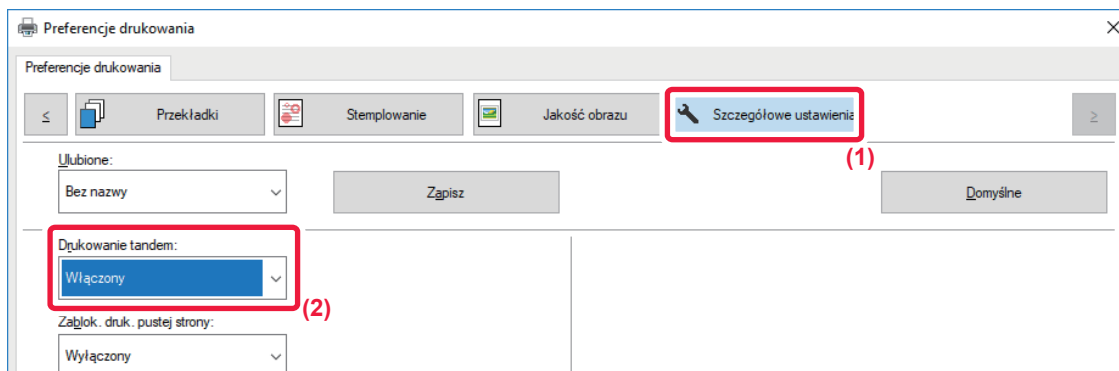 Preferencje drukowania
Preferencje drukowania
< Przekładki Stemplowanie Jakość obrazu Szczegółowe ustawienia >
(1)
Ulubione:
Bez nazwy Zapisz Domyślne
Drukowanie tandem:
Włączony
(2)
Zablok. druk. pustej strony:
Wyłączony